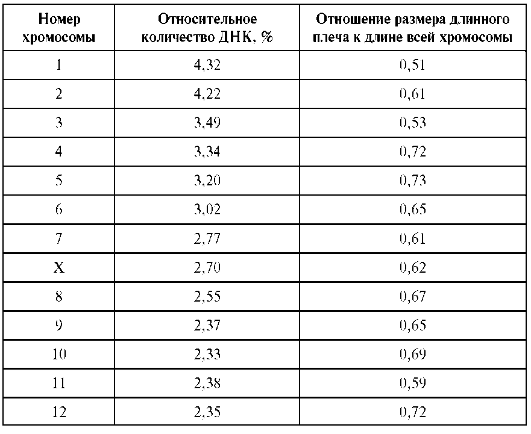 Номер хромосомы
Относительное количество ДНК, %
Отношение размера длинного плеча к длине всей хромосомы
1 4,32 0,51
2 4,22 0,61
3 3,49 0,53
4 3,34 0,72
5 3,20 0,73
6 3,02 0,65
7 2,77 0,61
X 2,70 0,62
8 2,55 0,67
9 2,37 0,65
10 2,33 0,69
11 2,38 0,59
12 2,35 0,72